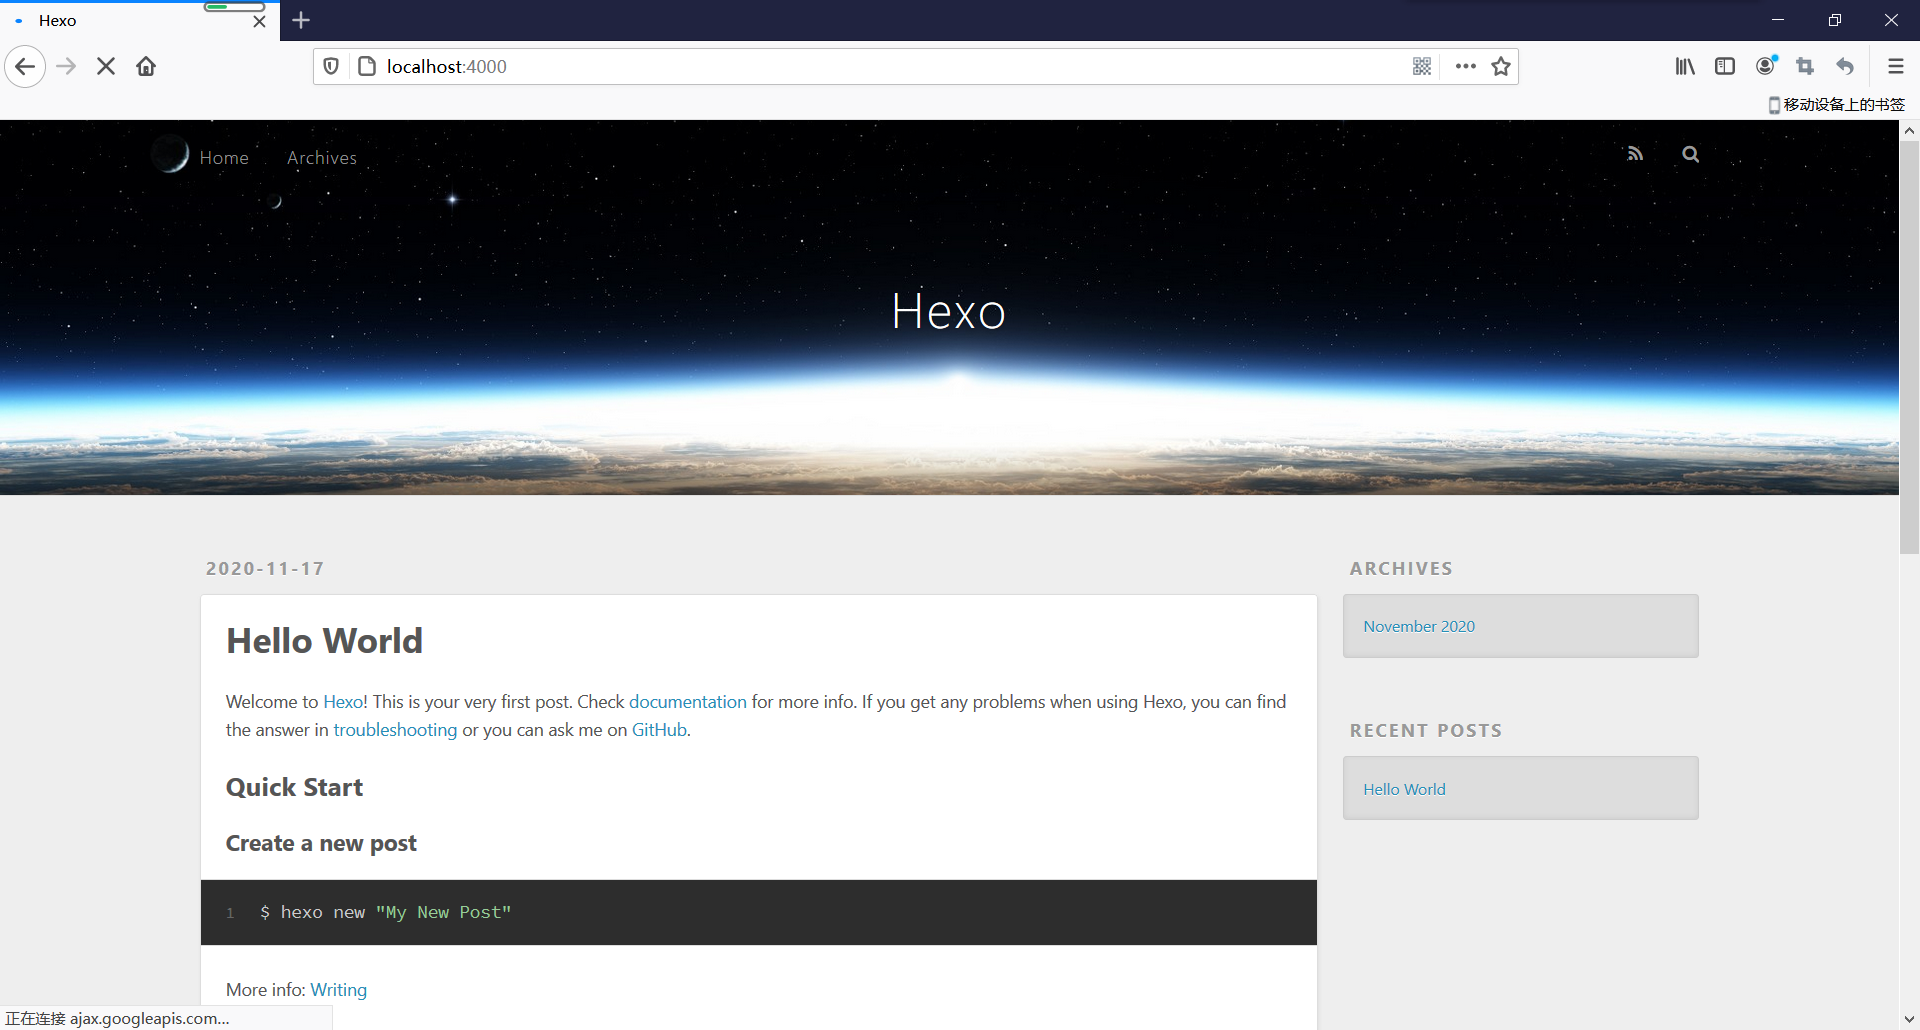 Hexo
localhost:4000
移动设备上的书签
Home
Archives
Hexo
2020-11-17
Hello World
Welcome to Hexo! This is your very first post. Check documentation for more info. If you get any problems when using Hexo, you can find
the answer in troubleshooting or you can ask me on GitHub.
Quick Start
Create a new post
1 $ hexo new "My New Post"
More info: Writing
ARCHIVES
November 2020
RECENT POSTS
Hello World
正在连接 ajax.googleapis.com...